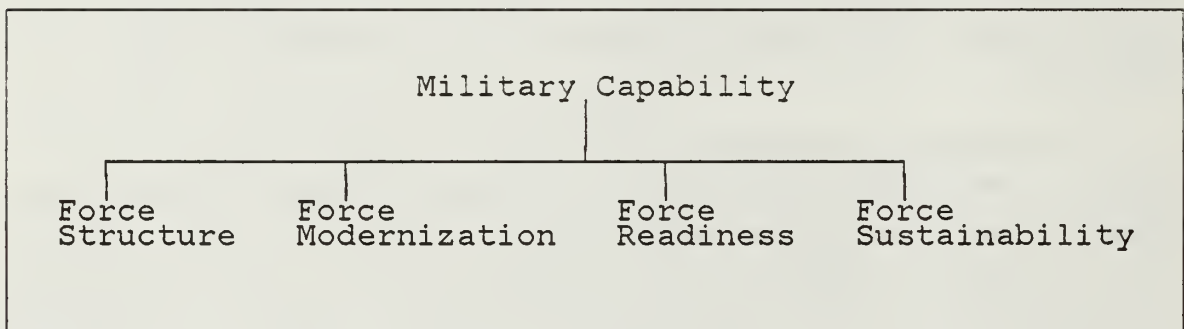 Military Capability
Force
Structure
Force
Modernization
Force
Readiness
Force
Sustainability